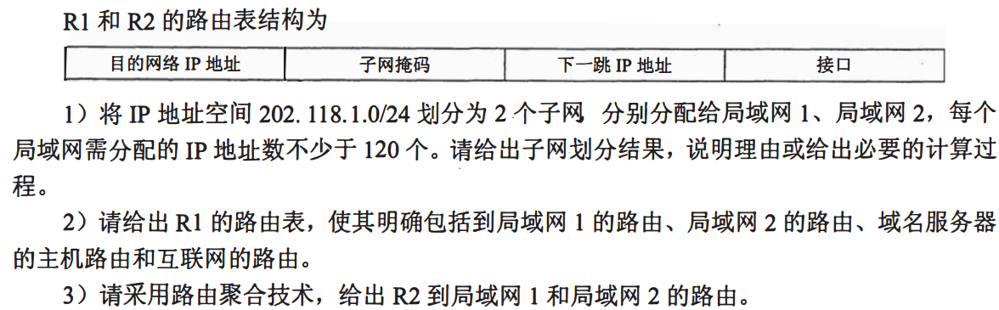 R1 和 R2 的路由表结构为
目的网络 IP 地址 子网掩码 下一跳 IP 地址 接口
1）将 IP 地址空间 202. 118.1.0/24 划分为 2 个子网 分别分配给局域网 1、局域网 2，每个
局域网需分配的 IP 地址数不少于 120 个。请给出子网划分结果，说明理由或给出必要的计算过
程。
2）请给出 R1 的路由表，使其明确包括到局域网 1 的路由、局域网 2 的路由、域名服务器
的主机路由和互联网的路由。
3）请采用路由聚合技术，给出 R2 到局域网 1 和局域网 2 的路由。